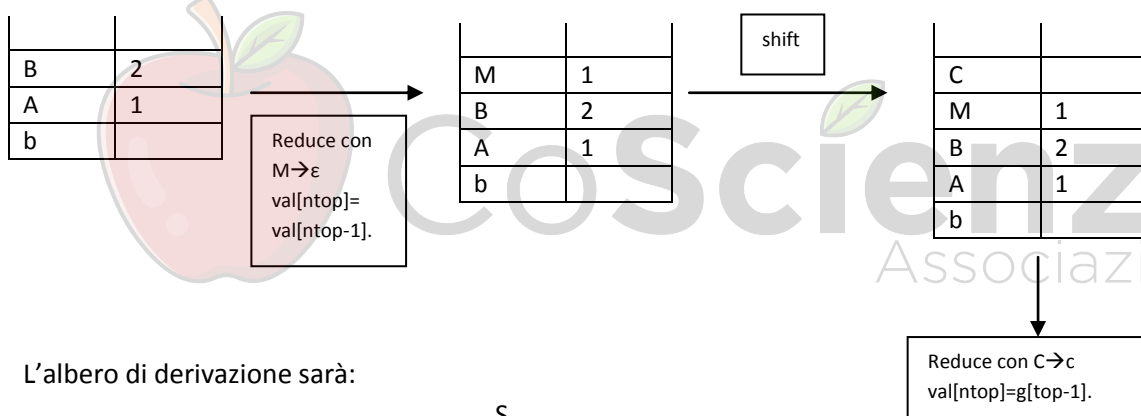 B 2
A 1
b
Reduce con
M→ε
val[ntop]=
val[ntop-1].
M 1
B 2
A 1
b
shift
C
M 1
B 2
A 1
b
Reduce con C→c
val[ntop]=g[top-1].
L'albero di derivazione sarà:
S
CoScienz
Associazi